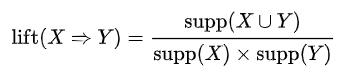 lift(X ⇒ Y) = supp(X ∪ Y) / supp(X) × supp(Y)